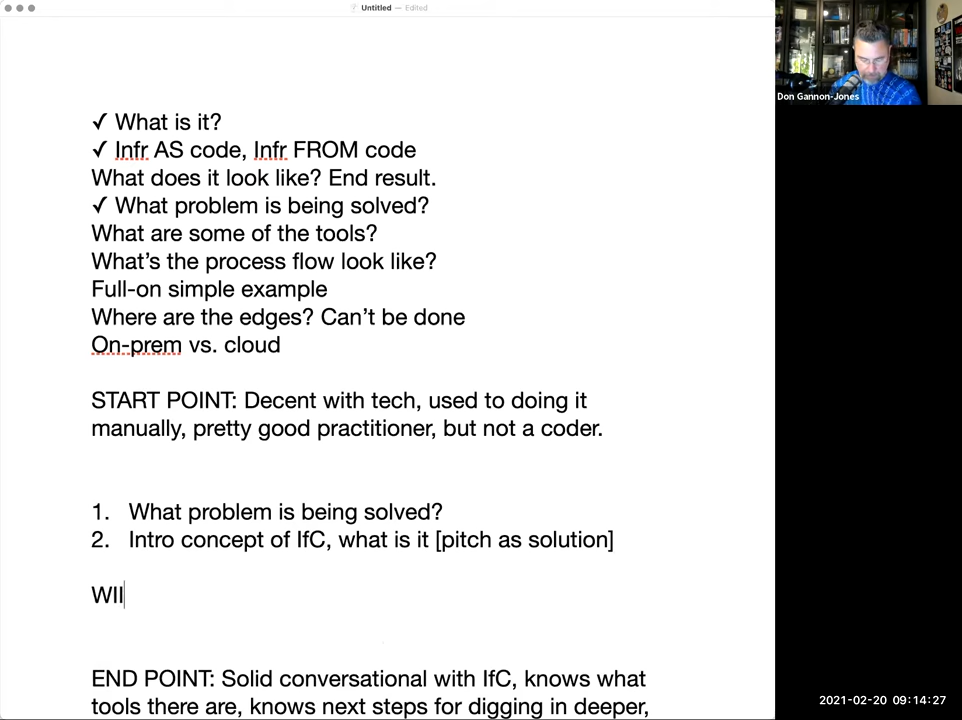 Untitled — Edited
✓ What is it?
✓ Infr AS code, Infr FROM code
What does it look like? End result.
✓ What problem is being solved?
What are some of the tools?
What's the process flow look like?
Full-on simple example
Where are the edges? Can't be done
On-prem vs. cloud
START POINT: Decent with tech, used to doing it
manually, pretty good practitioner, but not a coder.
1. What problem is being solved?
2. Intro concept of IfC, what is it [pitch as solution]
WII
END POINT: Solid conversational with IfC, knows what
tools there are, knows next steps for digging in deeper,
Don Gannon-Jones
2021-02-20 09:14:27